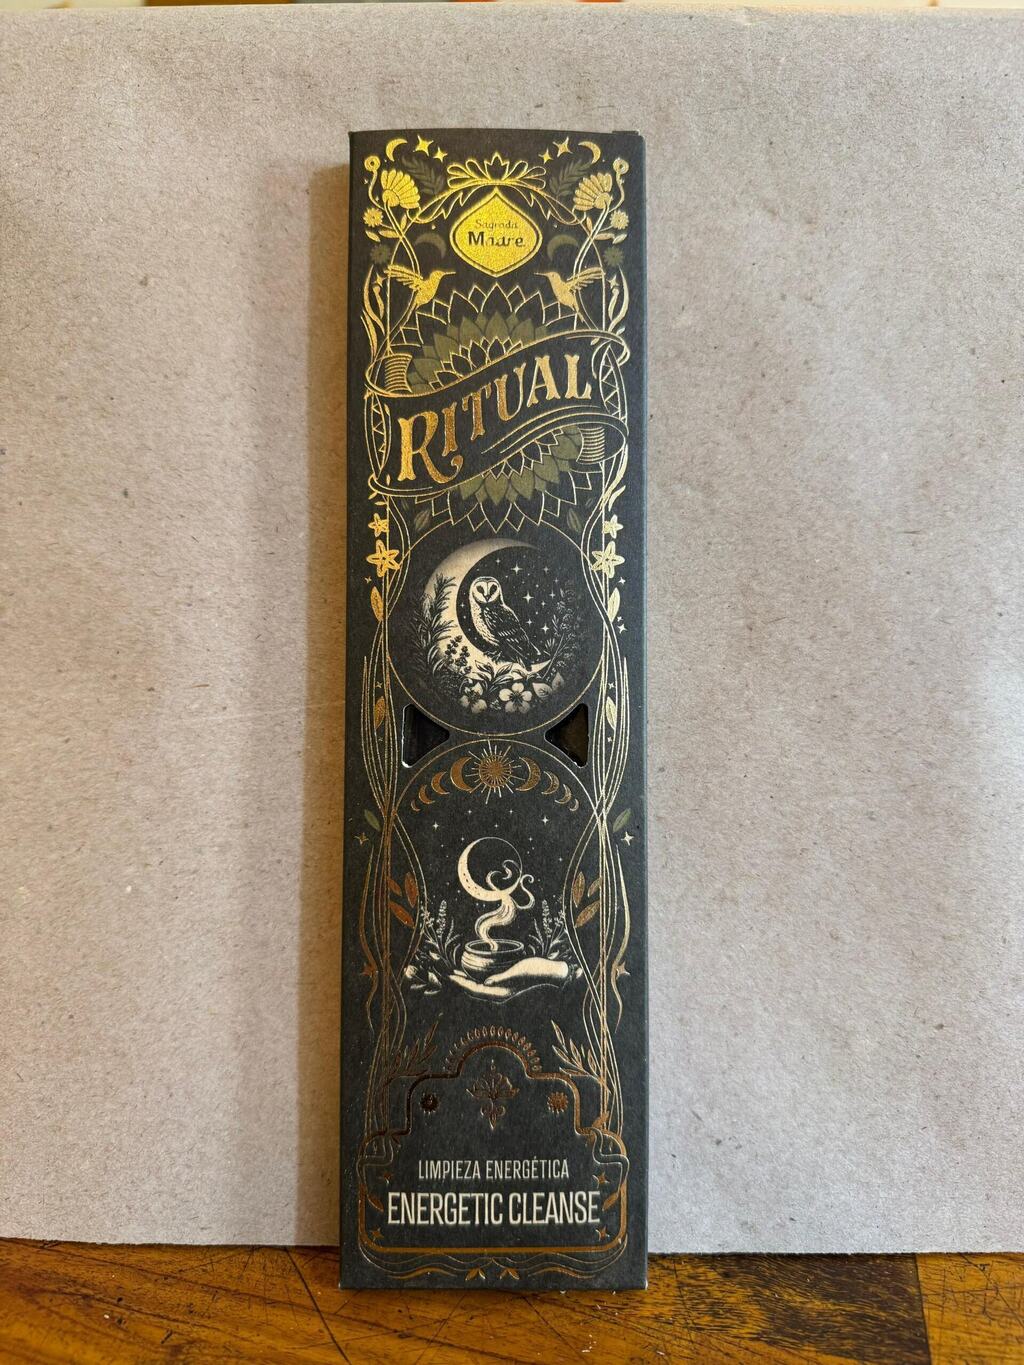 Sagrada
Madre
RITUAL
LIMPIEZA ENERGÉTICA
ENERGETIC CLEANSE